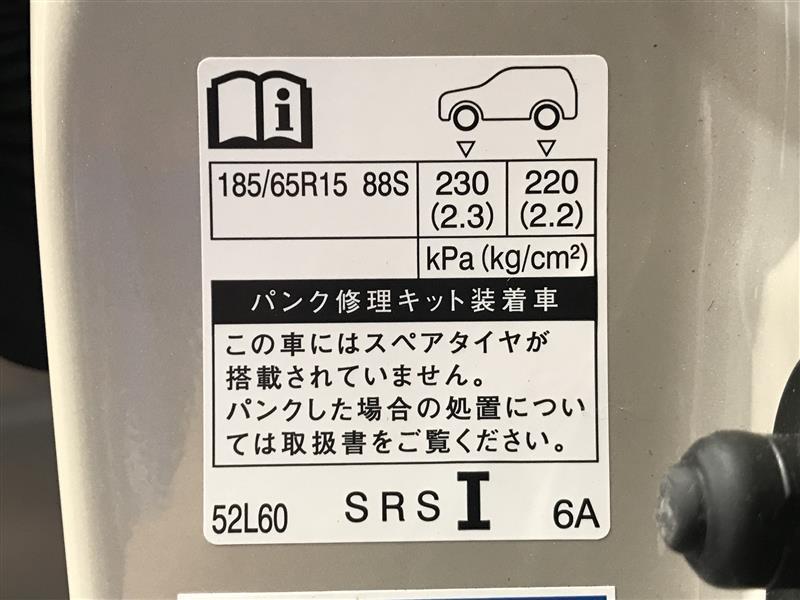 i
185/65R15 88S 230 220
(2.3) (2.2)
kPa (kg/cm²)
パンク修理キット装着車
この車にはスペアタイヤが
搭載されていません。
パンクした場合の処置につい
ては取扱書をご覧ください。
52L60 SRS I 6A